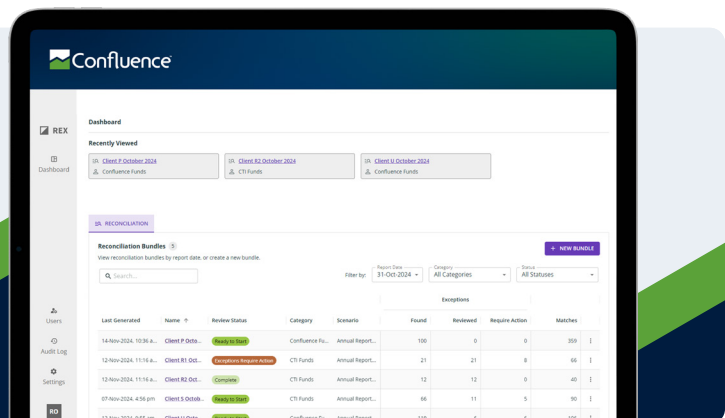 Confluence
REX
Dashboard
Dashboard
Recently Viewed
Client P October 2024
Confluence Funds
Client R2 October 2024
CTI Funds
Client U October 2024
Confluence Funds
RECONCILIATION
Reconciliation Bundles 5
View reconciliation bundles by report date, or create a new bundle.
+ NEW BUNDLE
Search...
Filter by:
Report Date
31-Oct-2024
Category
All Categories
Status
All Statuses
Exceptions
Last Generated Name Review Status Category Scenario Found Reviewed Require Action Matches
14-Nov-2024, 10:36 a... Client P Octo... Ready to Start Confluence Fu... Annual Report... 100 0 0 359
12-Nov-2024, 11:16 a... Client R1 Oct... Exceptions Require Action CTI Funds Annual Report... 21 21 8 66
12-Nov-2024, 11:16 a... Client R2 Oct... Complete CTI Funds Annual Report... 12 12 0 40
07-Nov-2024, 4:56 pm Client S Octob... Ready to Start CTI Funds Annual Report... 66 11 5 90
Users
Audit Log
Settings
RO